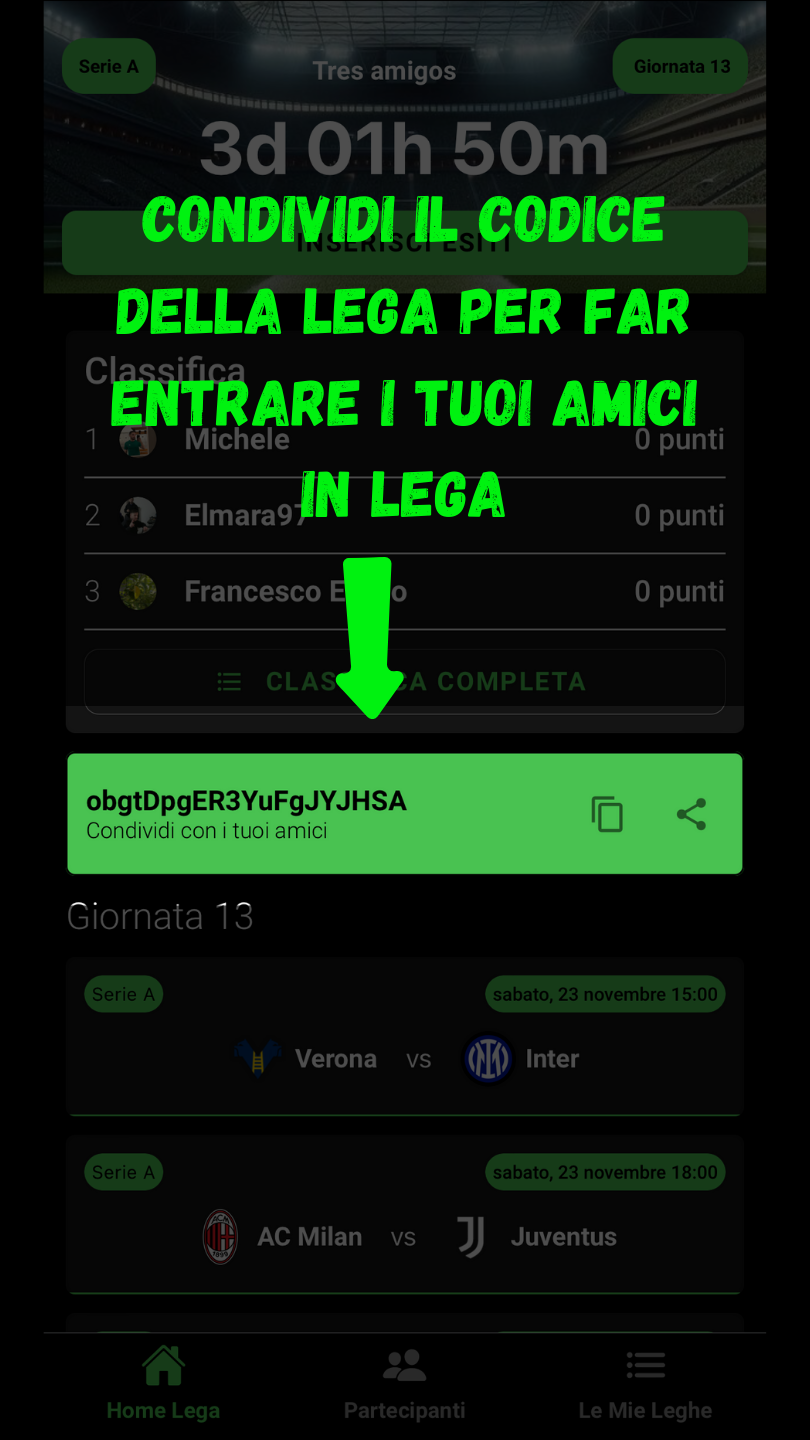 Serie A
Tres amigos
Giornata 13
3d 01h 50m
INSERISCI ESITI
CONDIVIDI IL CODICE
DELLA LEGA PER FAR
ENTRARE I TUOI AMICI
IN LEGA
Classifica
1 Michele 0 punti
2 Elmara97 0 punti
3 Francesco 0 punti
COMPLETA
obgtDpgER3YuFgJYJHSA
Condividi con i tuoi amici
Giornata 13
Serie A
sabato, 23 novembre 15:00
Verona vs Inter
Serie A
sabato, 23 novembre 18:00
AC Milan vs Juventus
Home Lega
Partecipanti
Le Mie Leghe